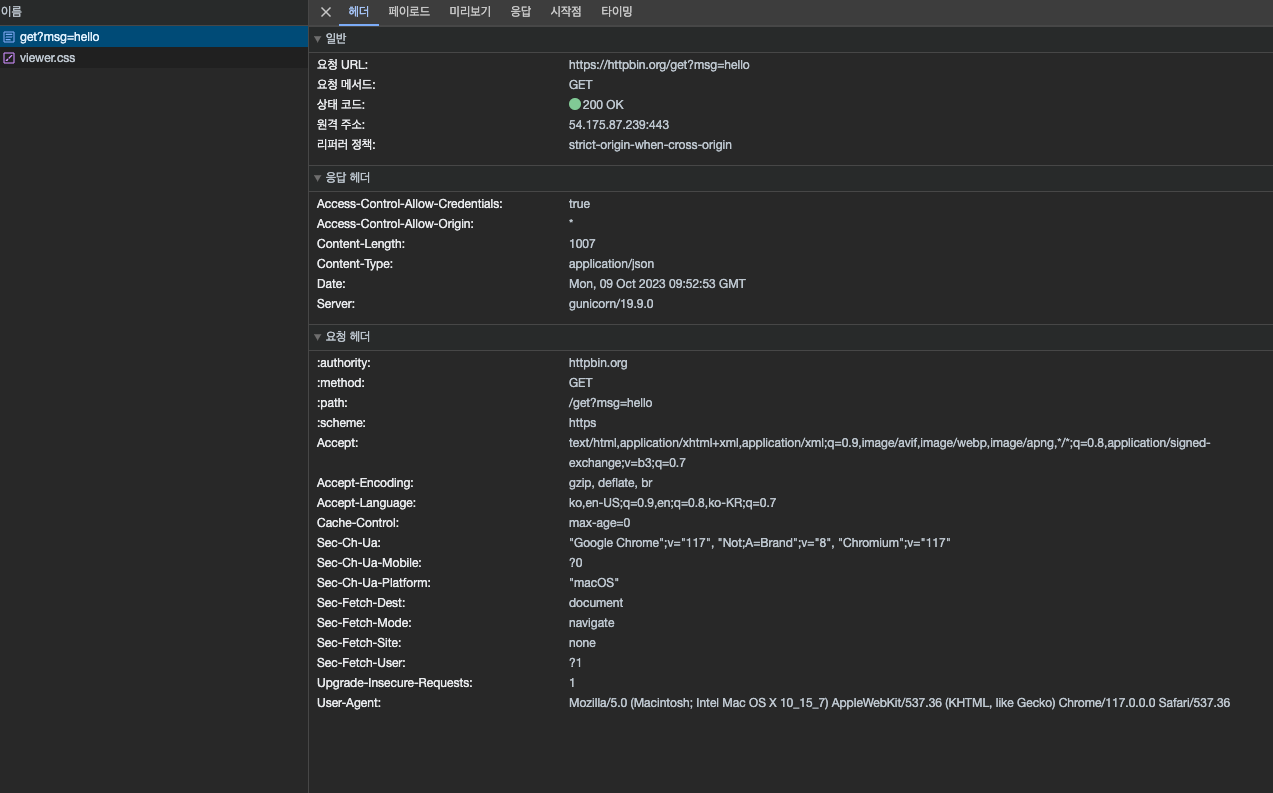 이름
헤더 페이로드 미리보기 응답 시작점 타이밍
get?msg=hello
viewer.css
일반
요청 URL: https://httpbin.org/get?msg=hello
요청 메서드: GET
상태 코드: 200 OK
원격 주소: 54.175.87.239:443
리퍼러 정책: strict-origin-when-cross-origin
응답 헤더
Access-Control-Allow-Credentials: true
Access-Control-Allow-Origin: *
Content-Length: 1007
Content-Type: application/json
Date: Mon, 09 Oct 2023 09:52:53 GMT
Server: gunicorn/19.9.0
요청 헤더
:authority: httpbin.org
:method: GET
:path: /get?msg=hello
:scheme: https
Accept: text/html,application/xhtml+xml,application/xml;q=0.9,image/avif,image/webp,image/apng,*/*;q=0.8,application/signed-
exchange;v=b3;q=0.7
Accept-Encoding: gzip, deflate, br
Accept-Language: ko,en-US;q=0.9,en;q=0.8,ko-KR;q=0.7
Cache-Control: max-age=0
Sec-Ch-Ua: "Google Chrome";v="117", "Not;A=Brand";v="8", "Chromium";v="117"
Sec-Ch-Ua-Mobile: ?0
Sec-Ch-Ua-Platform: "macOS"
Sec-Fetch-Dest: document
Sec-Fetch-Mode: navigate
Sec-Fetch-Site: none
Sec-Fetch-User: ?1
Upgrade-Insecure-Requests: 1
User-Agent: Mozilla/5.0 (Macintosh; Intel Mac OS X 10_15_7) AppleWebKit/537.36 (KHTML, like Gecko) Chrome/117.0.0.0 Safari/537.36